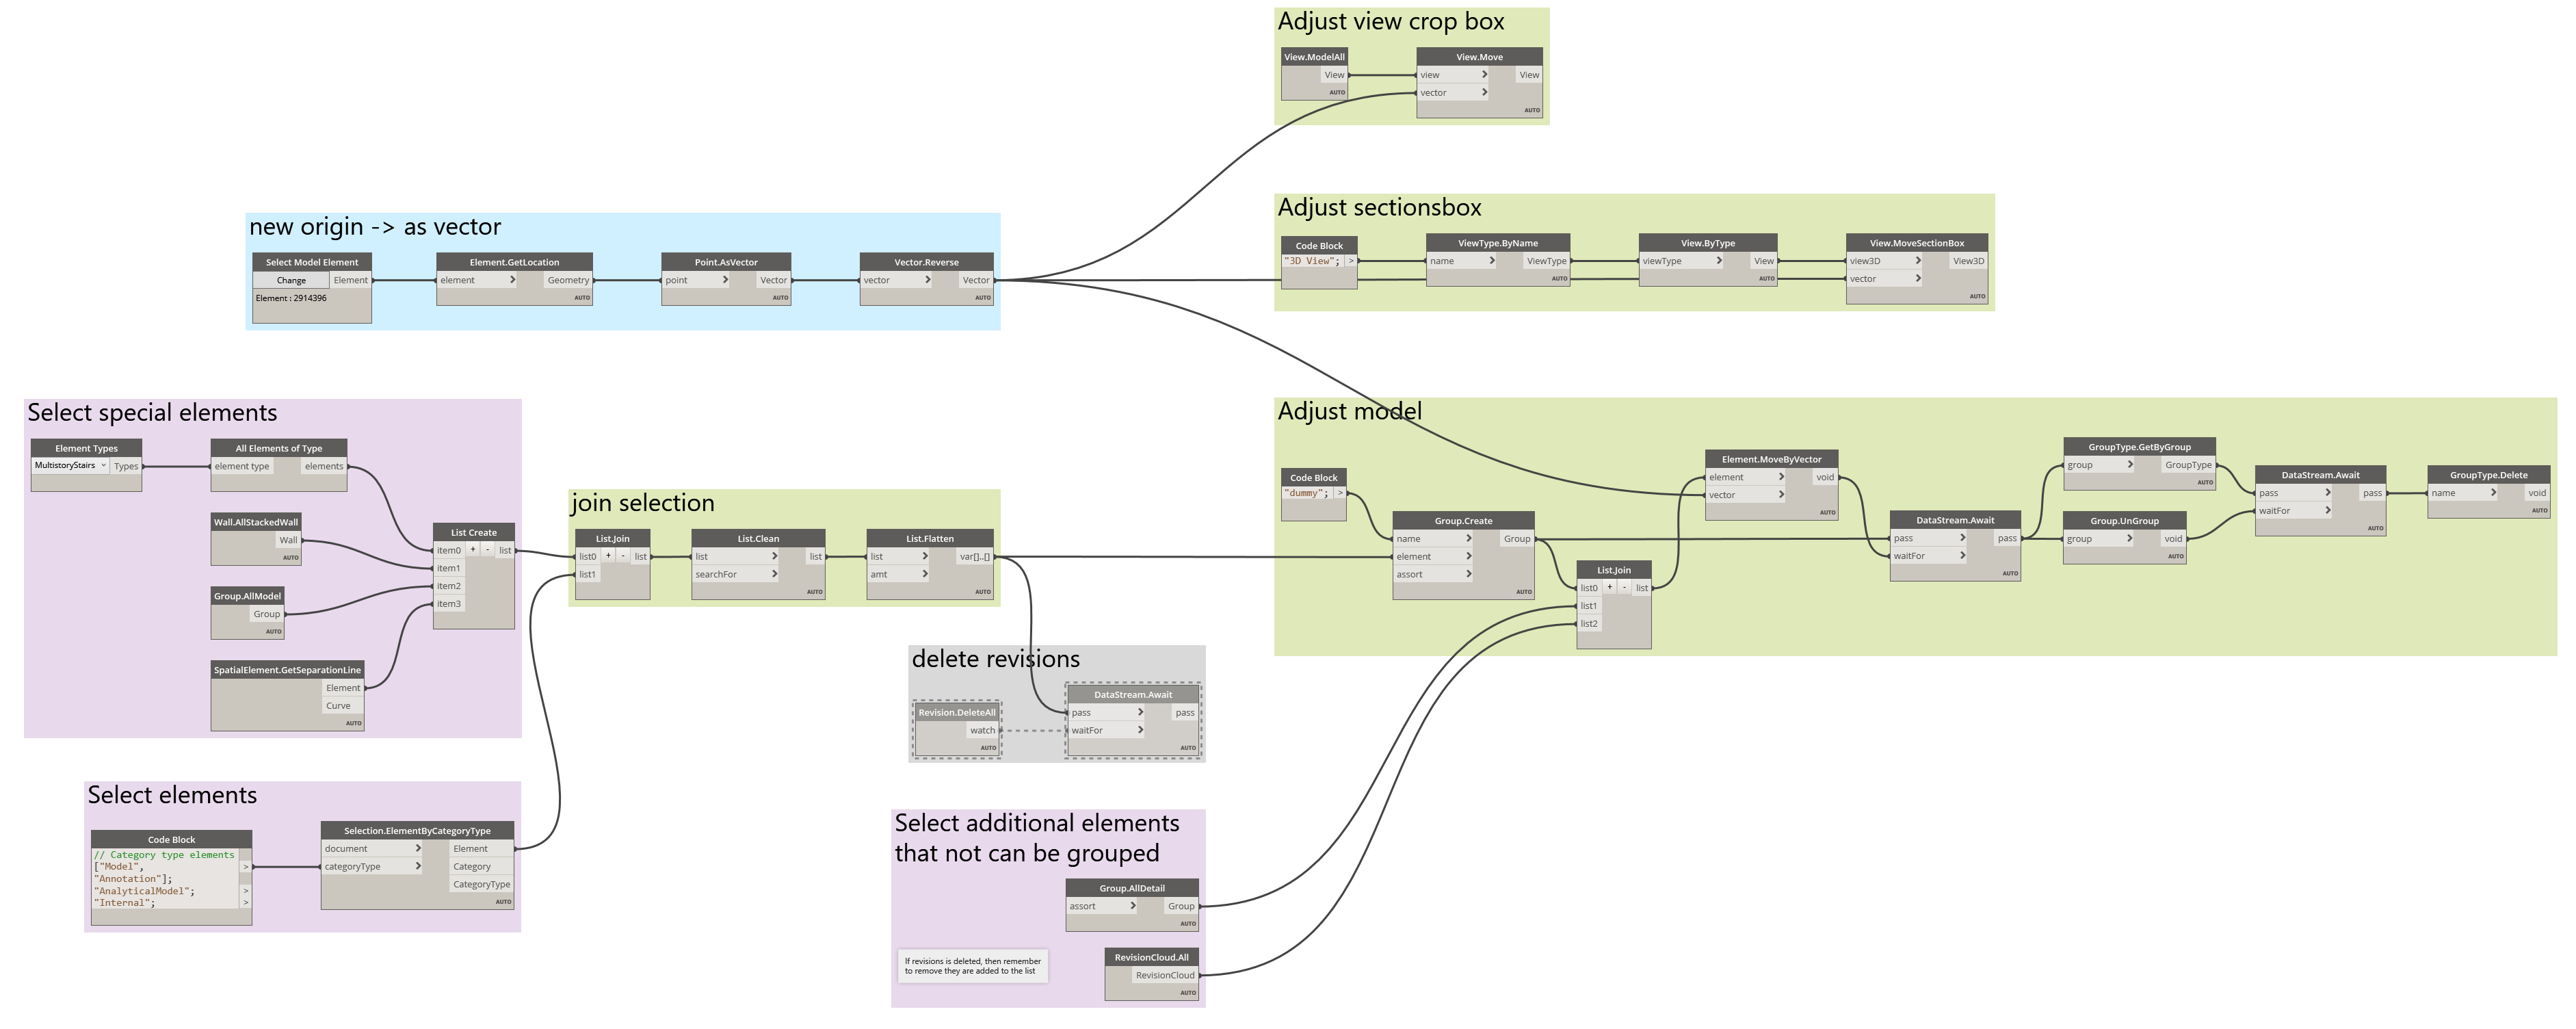 Adjust view crop box
View.ModelAll
View
AUTO
View.Move
view > View
vector >
AUTO
new origin -> as vector
Select Model Element
Change Element
Element : 2914396
Element.GetLocation
element > Geometry
AUTO
Point.AsVector
point > Vector
AUTO
Vector.Reverse
vector > Vector
AUTO
Adjust sectionsbox
Code Block
"3D View"; >
ViewType.ByName
name > ViewType
AUTO
View.ByType
viewType > View
AUTO
View.MoveSectionBox
view3D > View3D
vector >
AUTO
Select special elements
Element Types
MultistoryStairs Types
All Elements of Type
element type elements
Wall.AllStackedWall
Wall
AUTO
Group.AllModel
Group
AUTO
SpatialElement.GetSeparationLine
Element
Curve
AUTO
List Create
item0 + - list
item1
item2
item3
join selection
List.Join
list0 + - list
list1
List.Clean
list > list
searchFor >
AUTO
List.Flatten
list > var[]..[]
amt >
AUTO
Adjust model
Code Block
"dummy"; >
Group.Create
name > Group
element >
assort >
AUTO
List.Join
list0 + - list
list1
list2
Element.MoveByVector
element > void
vector >
AUTO
DataStream.Await
pass > pass
waitFor >
AUTO
GroupType.GetByGroup
group > GroupType
AUTO
Group.UnGroup
group > void
AUTO
DataStream.Await
pass > pass
waitFor >
AUTO
GroupType.Delete
name > void
AUTO
delete revisions
Revision.DeleteAll
watch
AUTO
DataStream.Await
pass > pass
waitFor >
AUTO
Select elements
Code Block
// Category type elements
["Model", >
"Annotation"];
"AnalyticalModel"; >
"Internal"; >
Selection.ElementByCategoryType
document > Element
categoryType > Category
CategoryType
AUTO
Select additional elements
that not can be grouped
Group.AllDetail
assort > Group
AUTO
If revisions is deleted, then remember
to remove they are added to the list
RevisionCloud.All
RevisionCloud
AUTO